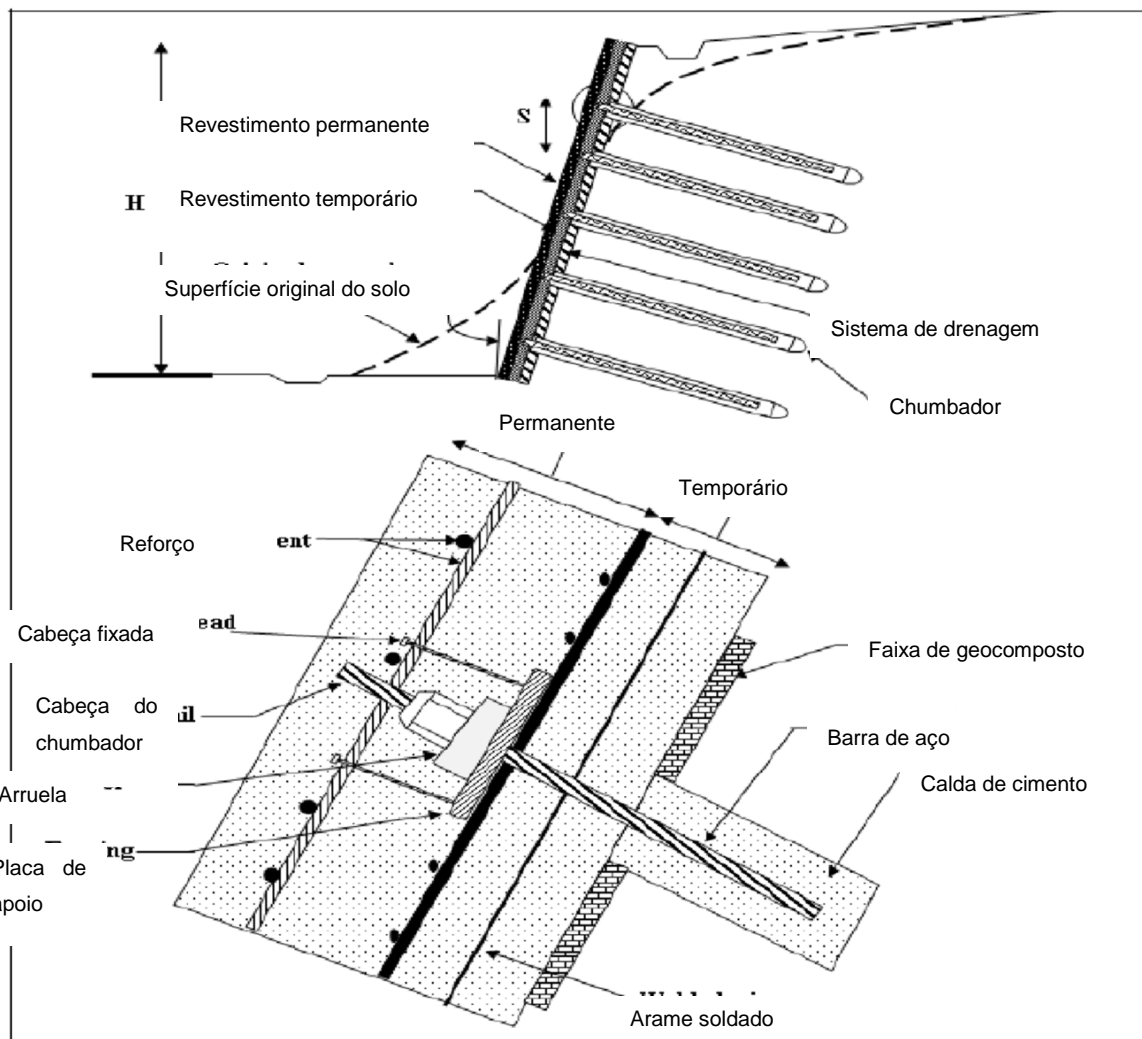 S
Revestimento permanente
H
Revestimento temporário
Superfície original do solo
Sistema de drenagem
Chumbador
Permanente
Temporário
Reforço
ent
ead
Cabeça fixada
Faixa de geocomposto
Cabeça do
chumbador
il
Barra de aço
Calda de cimento
Arruela
ng
Placa de
apoio
Arame soldado